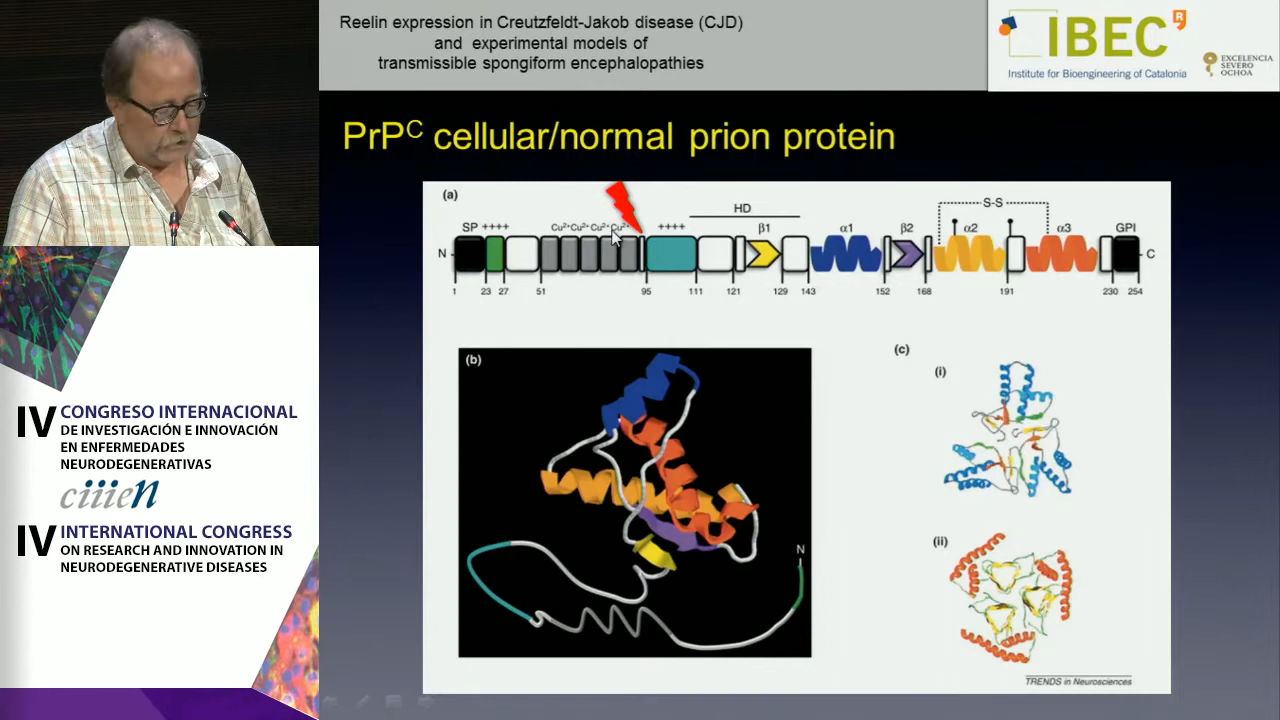 Reelin expression in Creutzfeldt-Jakob disease (CJD)
and experimental models of
transmissible spongiform encephalopathies
IBECR
Institute for Bioengineering of Catalonia
EXCELENCIA
SEVERO
OCHOA
PrPC cellular/normal prion protein
(a)
S-S
HD
SP ++++ Cu2+Cu2+Cu2+Cu2+ ++++ β1 α1 β2 α2 α3 GPI
N C
1 23 27 51 95 111 121 129 143 152 168 191 230 254
(b)
N
(c)
(i)
(ii)
TRENDS in Neurosciences
IV CONGRESO INTERNACIONAL
DE INVESTIGACIÓN E INNOVACIÓN
EN ENFERMEDADES
NEURODEGENERATIVAS
ciiien
IV INTERNATIONAL CONGRESS
ON RESEARCH AND INNOVATION IN
NEURODEGENERATIVE DISEASES